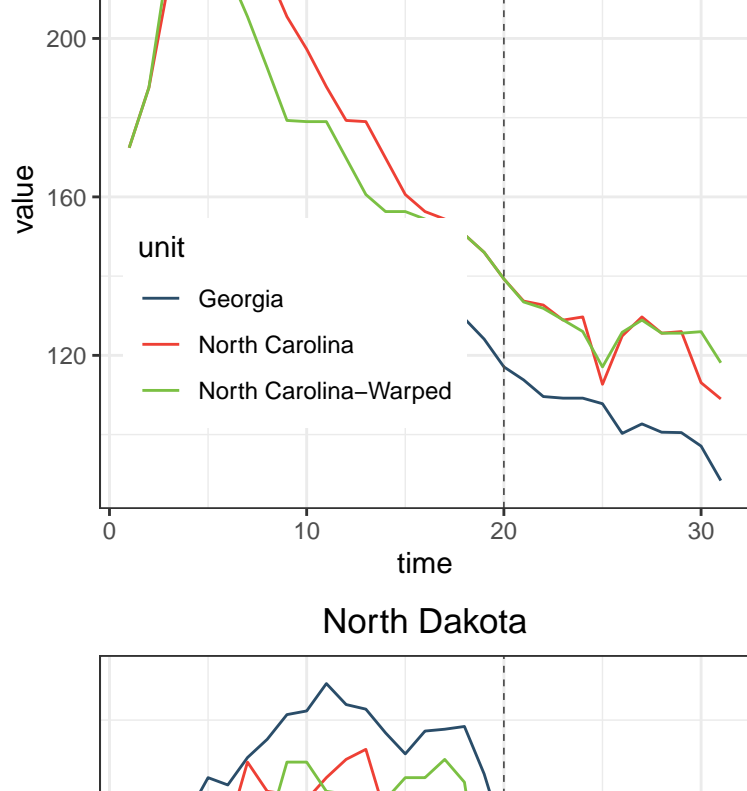 200
160
120
value
unit
Georgia
North Carolina
North Carolina−Warped
0 10 20 30
time
North Dakota